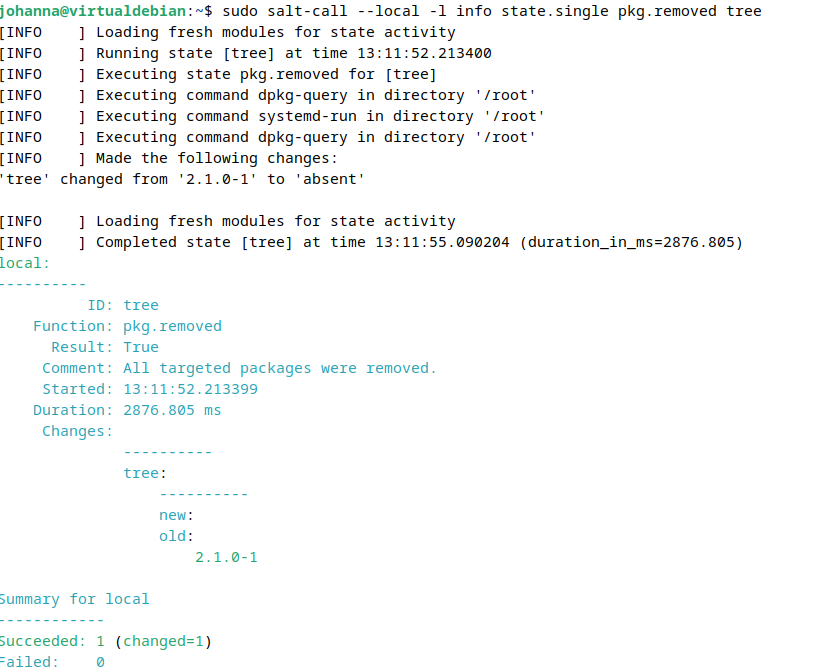 johanna@virtualdebian:~$ sudo salt-call --local -l info state.single pkg.removed tree
[INFO    ] Loading fresh modules for state activity
[INFO    ] Running state [tree] at time 13:11:52.213400
[INFO    ] Executing state pkg.removed for [tree]
[INFO    ] Executing command dpkg-query in directory '/root'
[INFO    ] Executing command systemd-run in directory '/root'
[INFO    ] Executing command dpkg-query in directory '/root'
[INFO    ] Made the following changes:
'tree' changed from '2.1.0-1' to 'absent'
[INFO    ] Loading fresh modules for state activity
[INFO    ] Completed state [tree] at time 13:11:55.090204 (duration_in_ms=2876.805)
local:
----------
          ID: tree
    Function: pkg.removed
      Result: True
     Comment: All targeted packages were removed.
     Started: 13:11:52.213399
    Duration: 2876.805 ms
     Changes:
              ----------
              tree:
                  ----------
                  new:
                  old:
                      2.1.0-1
Summary for local
------------
Succeeded: 1 (changed=1)
Failed:    0